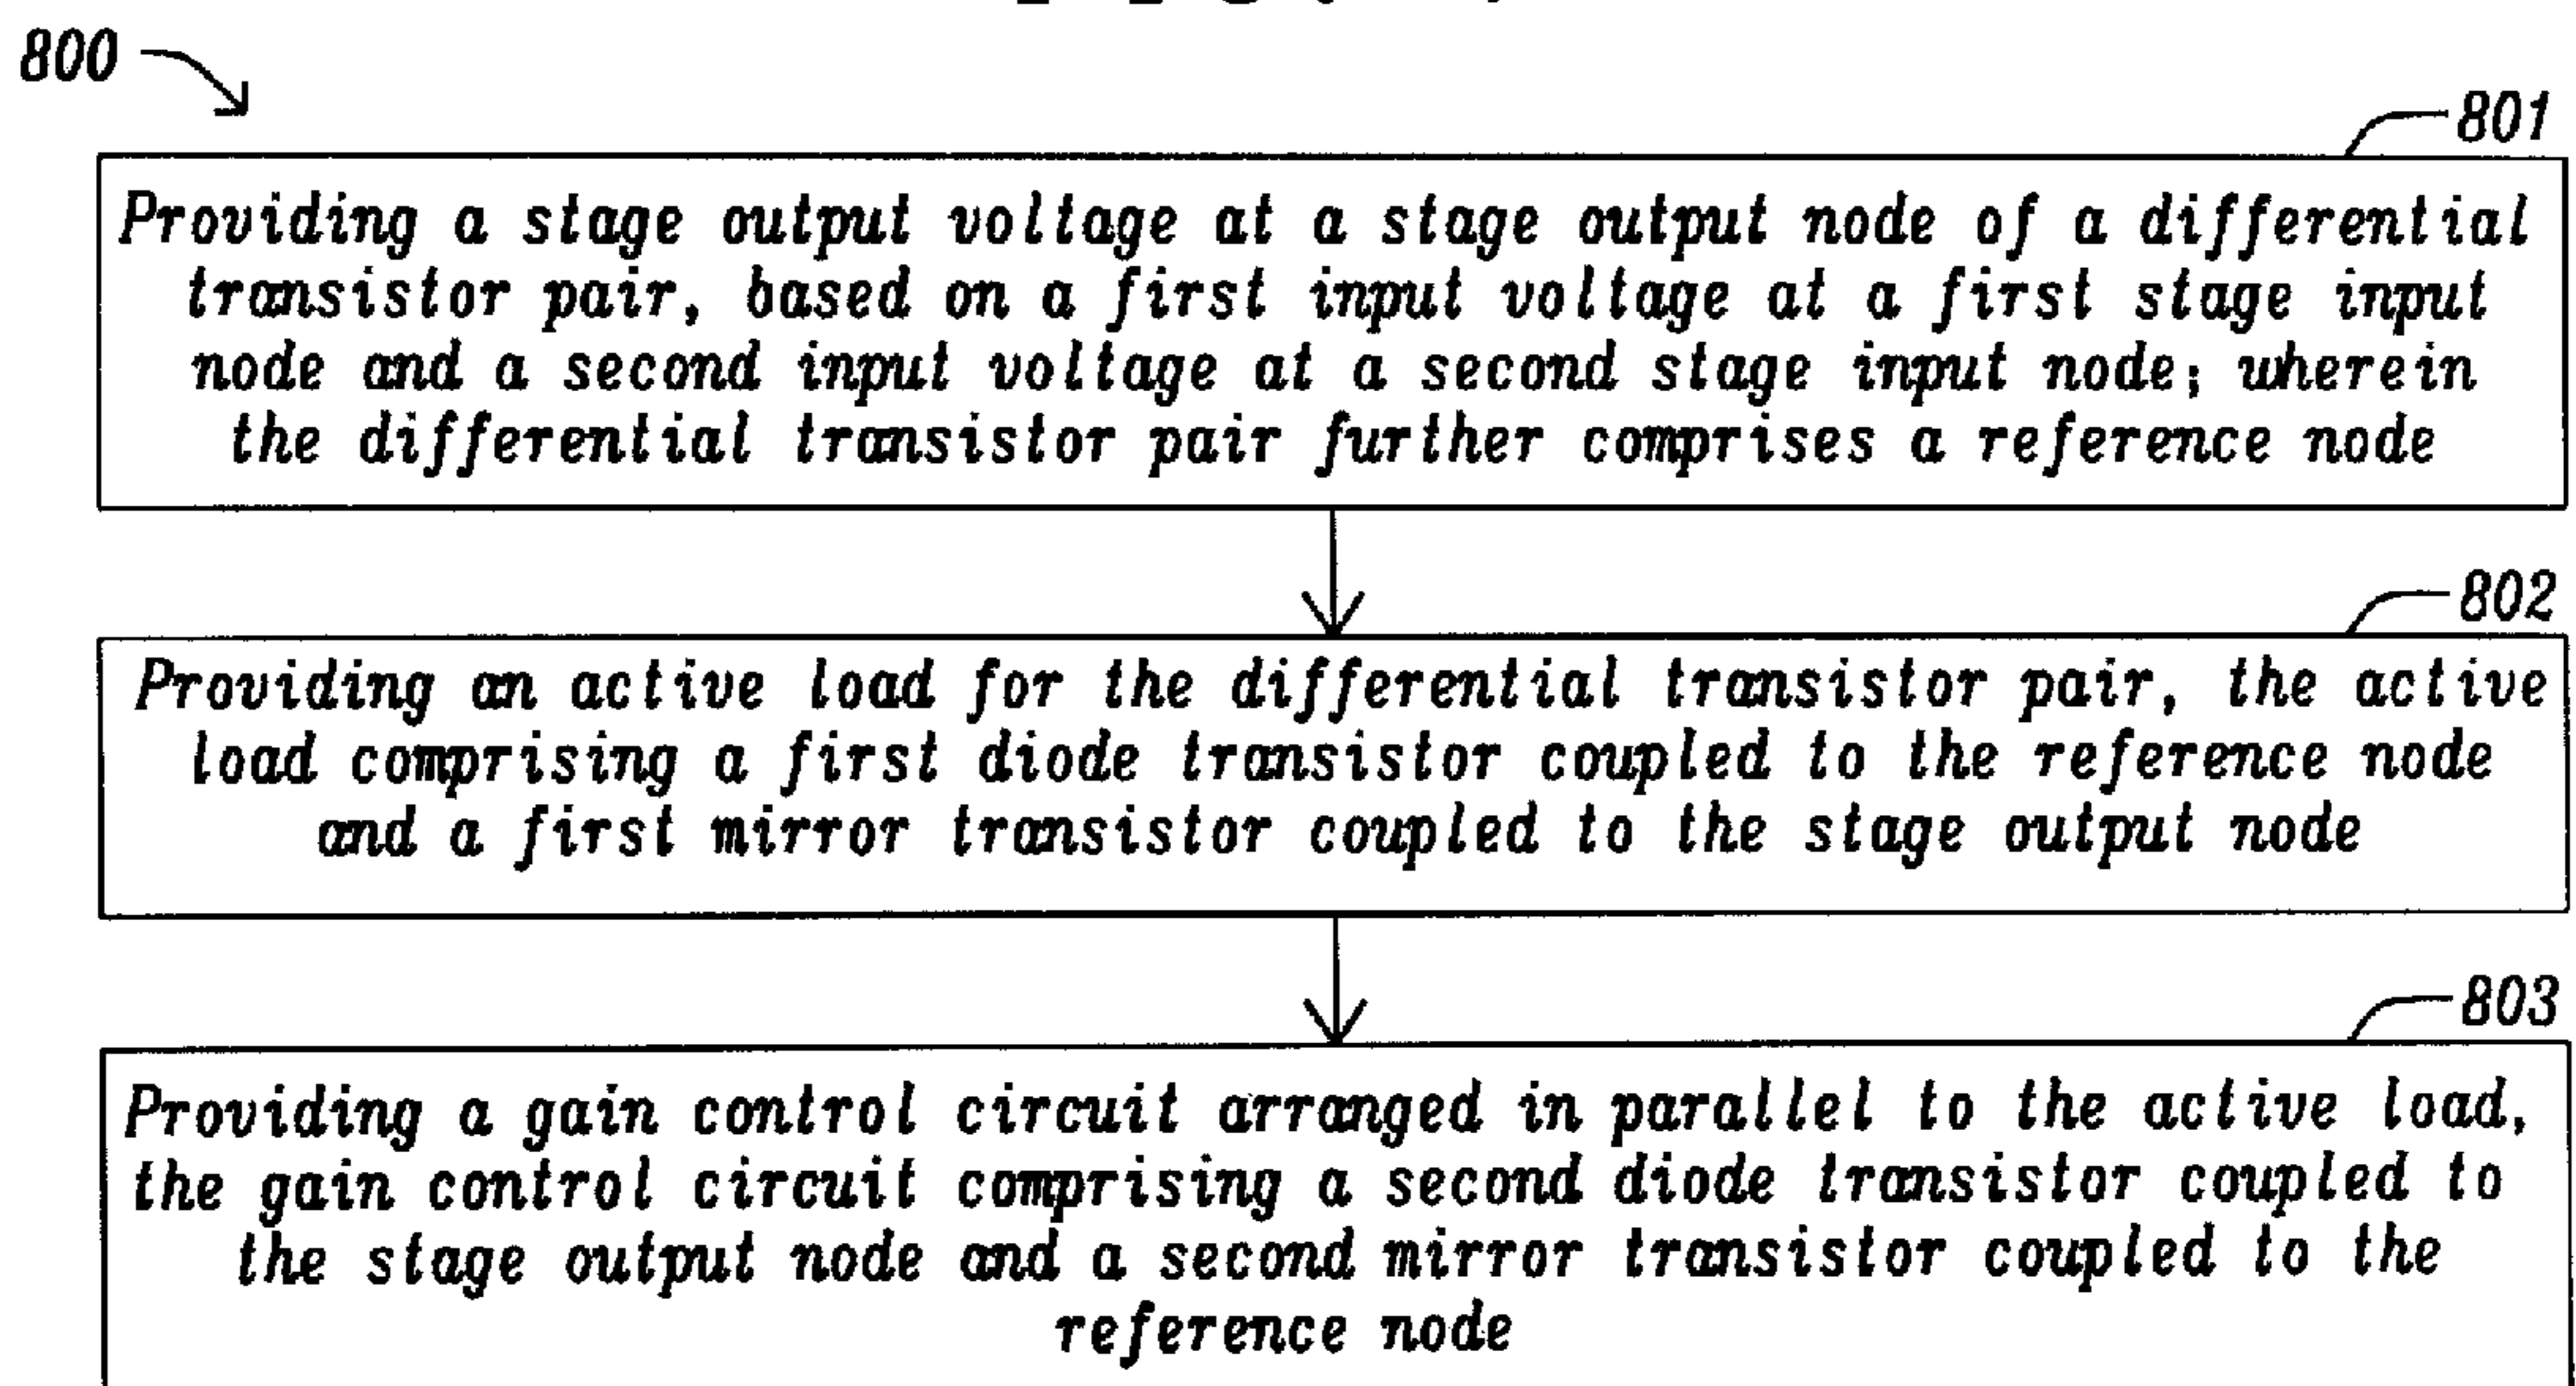 800
801
Providing a stage output voltage at a stage output node of a differential
transistor pair, based on a first input voltage at a first stage input
node and a second input voltage at a second stage input node; wherein
the differential transistor pair further comprises a reference node
802
Providing an active load for the differential transistor pair, the active
load comprising a first diode transistor coupled to the reference node
and a first mirror transistor coupled to the stage output node
803
Providing a gain control circuit arranged in parallel to the active load,
the gain control circuit comprising a second diode transistor coupled to
the stage output node and a second mirror transistor coupled to the
reference node